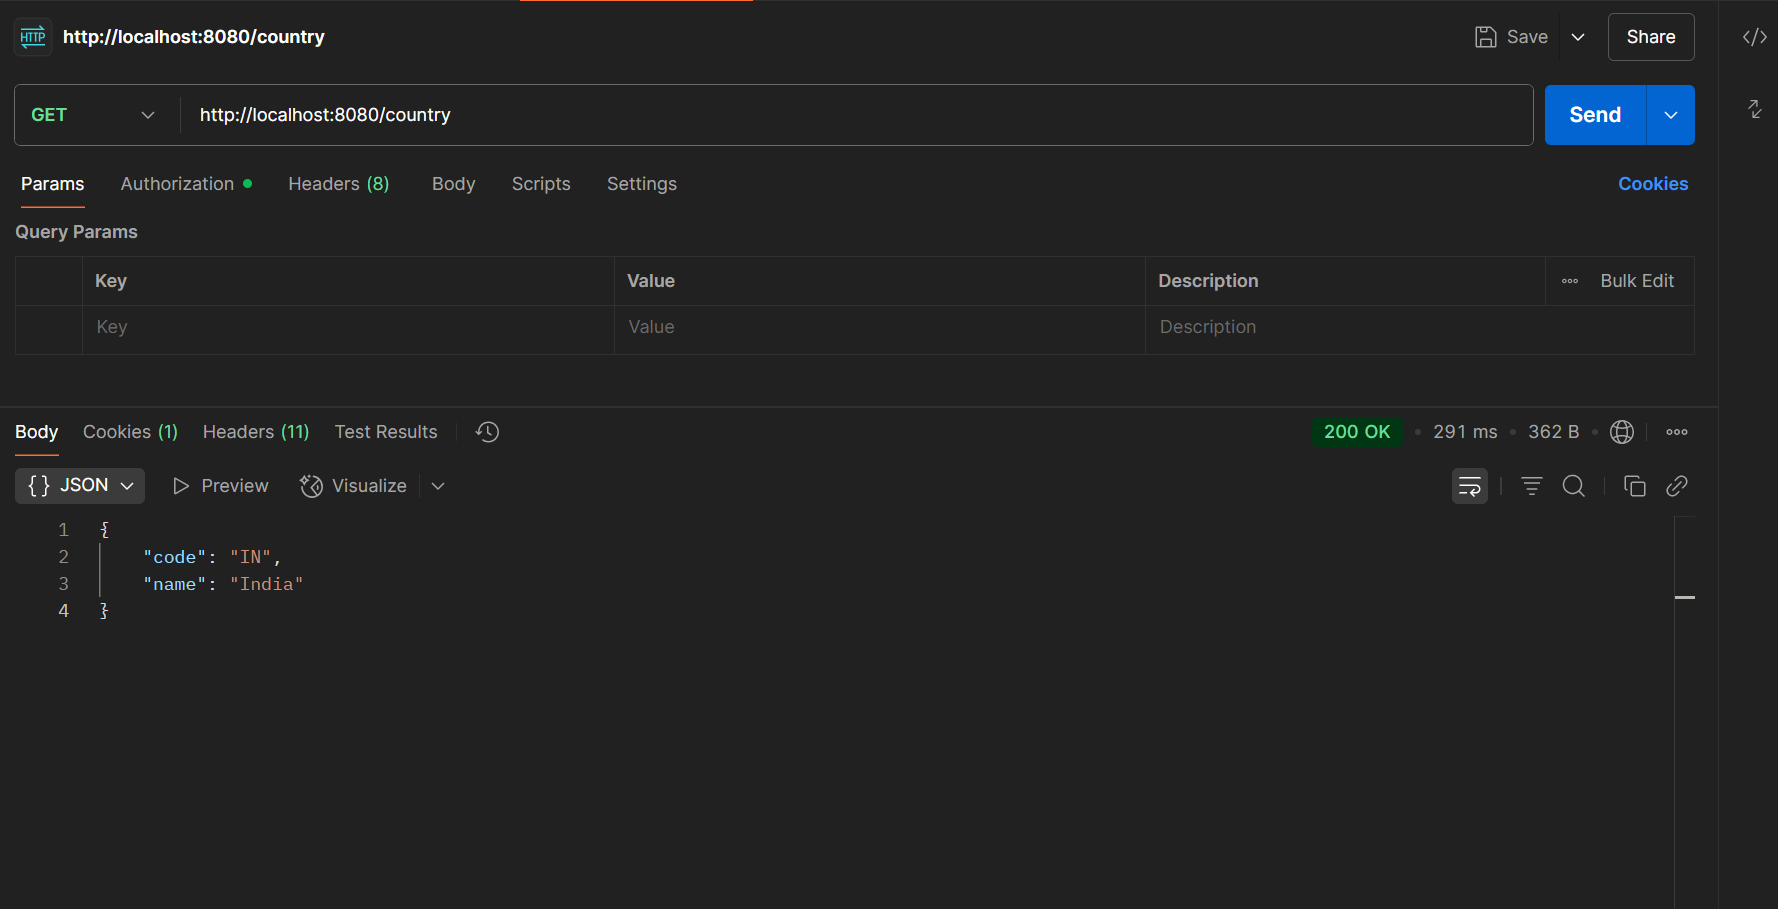 HTTP http://localhost:8080/country Save Share
GET http://localhost:8080/country Send
Params Authorization Headers (8) Body Scripts Settings Cookies
Query Params
Key Value Description Bulk Edit
Key Value Description
Body Cookies (1) Headers (11) Test Results 200 OK • 291 ms • 362 B •
{} JSON Preview Visualize
1 {
2 "code": "IN",
3 "name": "India"
4 }